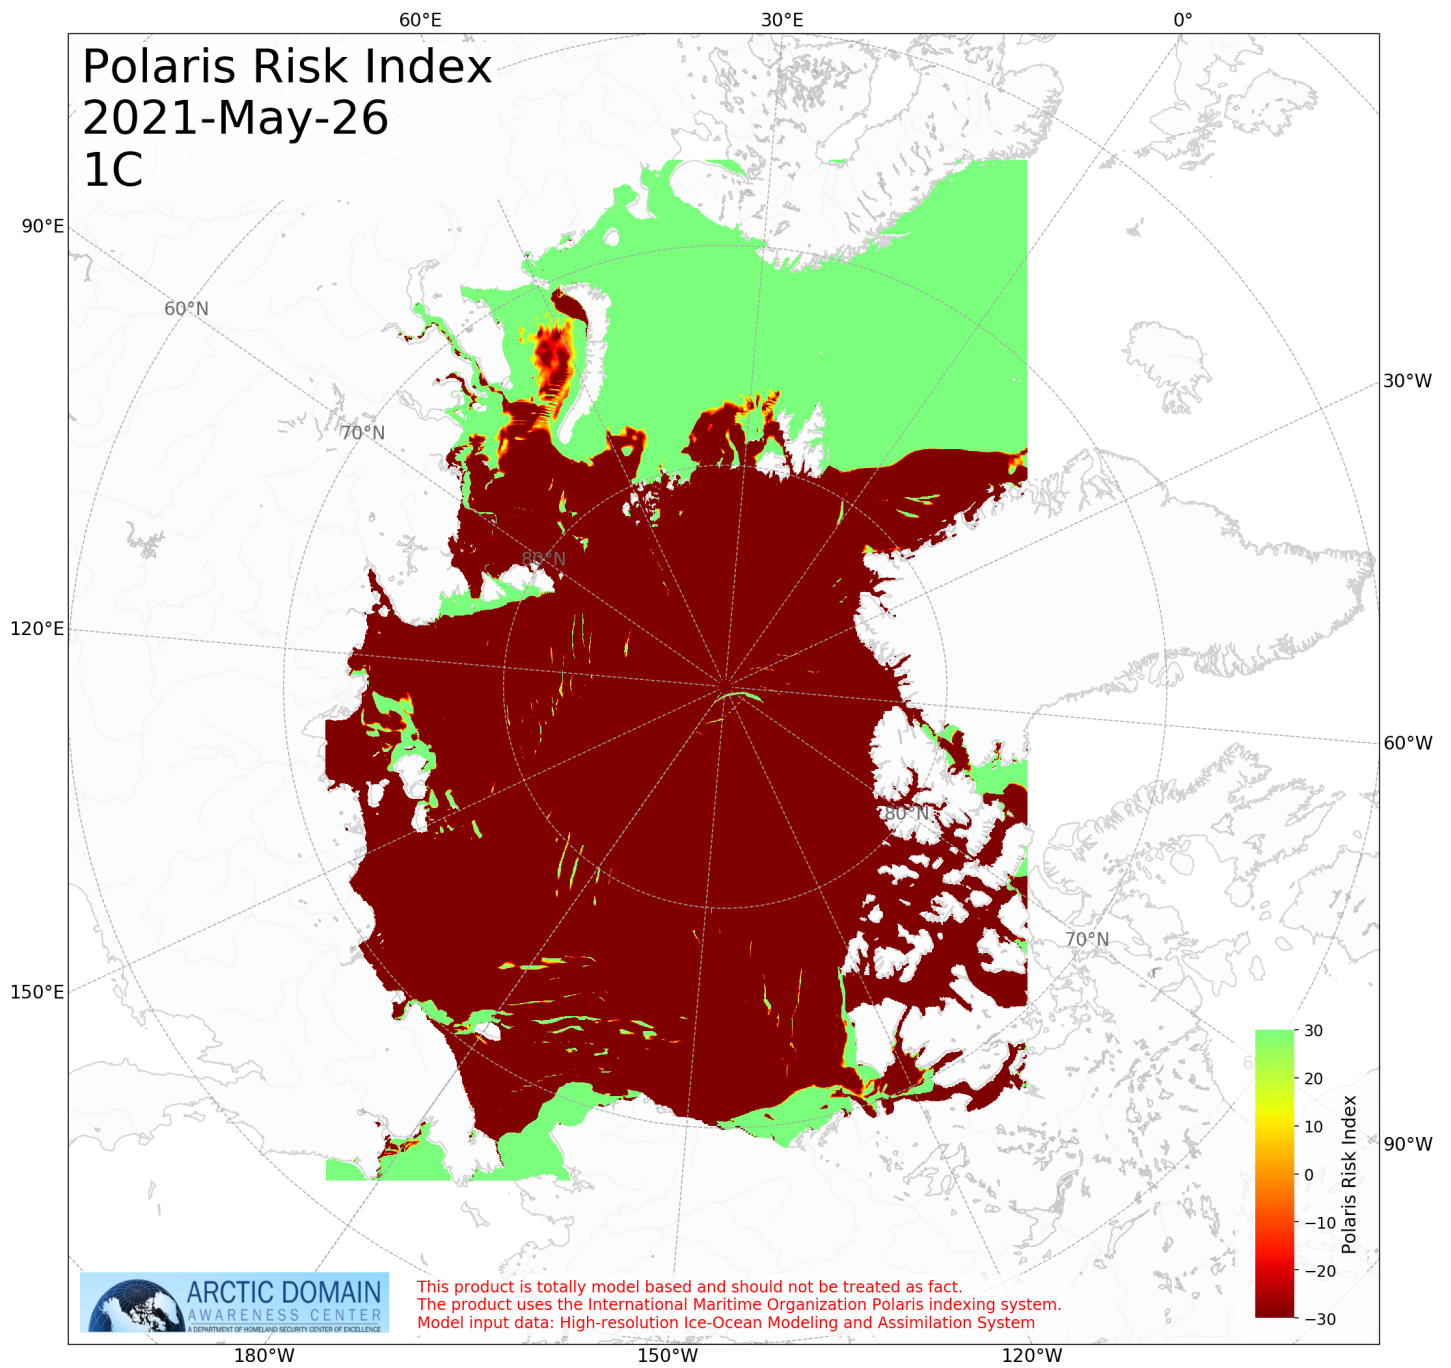 60°E 30°E 0°
Polaris Risk Index
2021-May-26
1C
90°E
60°N
30°W
70°N
80°N
120°E
60°W
80°N
70°N
150°E
30
20
10
0
−10
−20
−30
Polaris Risk Index
90°W
ARCTIC DOMAIN
AWARENESS CENTER
A DEPARTMENT OF HOMELAND SECURITY CENTER OF EXCELLENCE
This product is totally model based and should not be treated as fact.
The product uses the International Maritime Organization Polaris indexing system.
Model input data: High-resolution Ice-Ocean Modeling and Assimilation System
180°W 150°W 120°W